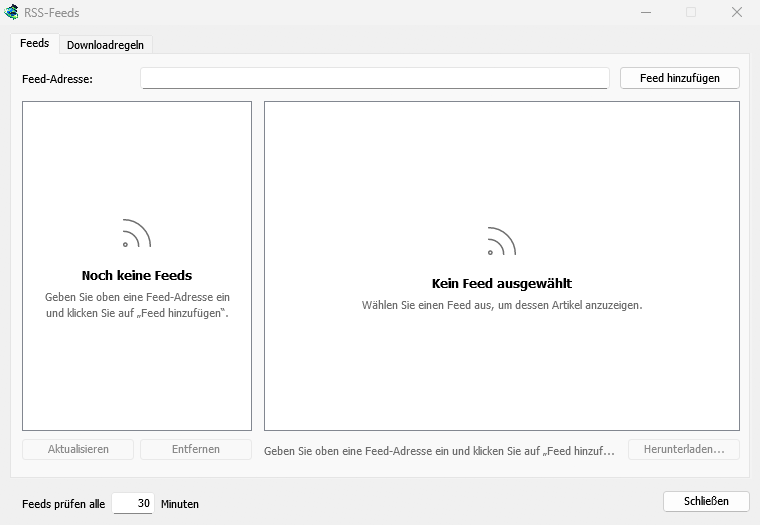 RSS-Feeds
Feeds
Downloadregeln
Feed-Adresse:
Feed hinzufügen
Noch keine Feeds
Geben Sie oben eine Feed-Adresse ein
und klicken Sie auf „Feed hinzufügen“.
Kein Feed ausgewählt
Wählen Sie einen Feed aus, um dessen Artikel anzuzeigen.
Aktualisieren
Entfernen
Geben Sie oben eine Feed-Adresse ein und klicken Sie auf „Feed hinzuf...
Herunterladen...
Feeds prüfen alle 30 Minuten
Schließen